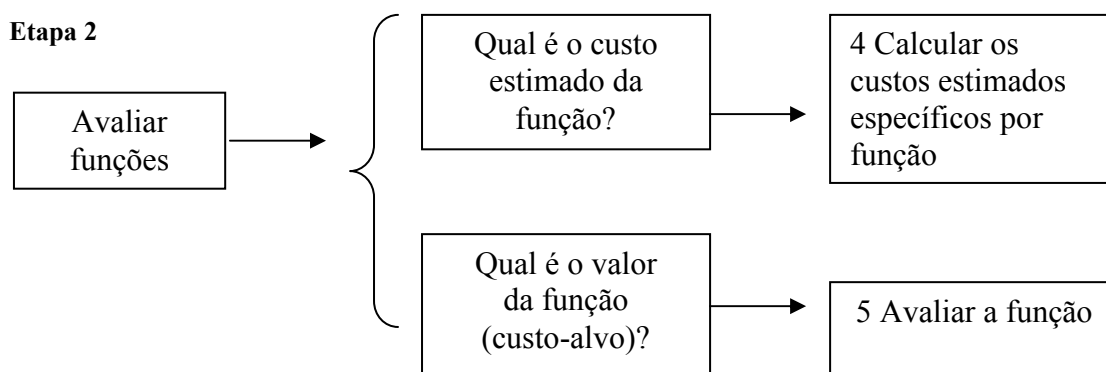 Etapa 2
Avaliar
funções
Qual é o custo
estimado da
função?
4 Calcular os
custos estimados
específicos por
função
Qual é o valor
da função
(custo-alvo)?
5 Avaliar a função